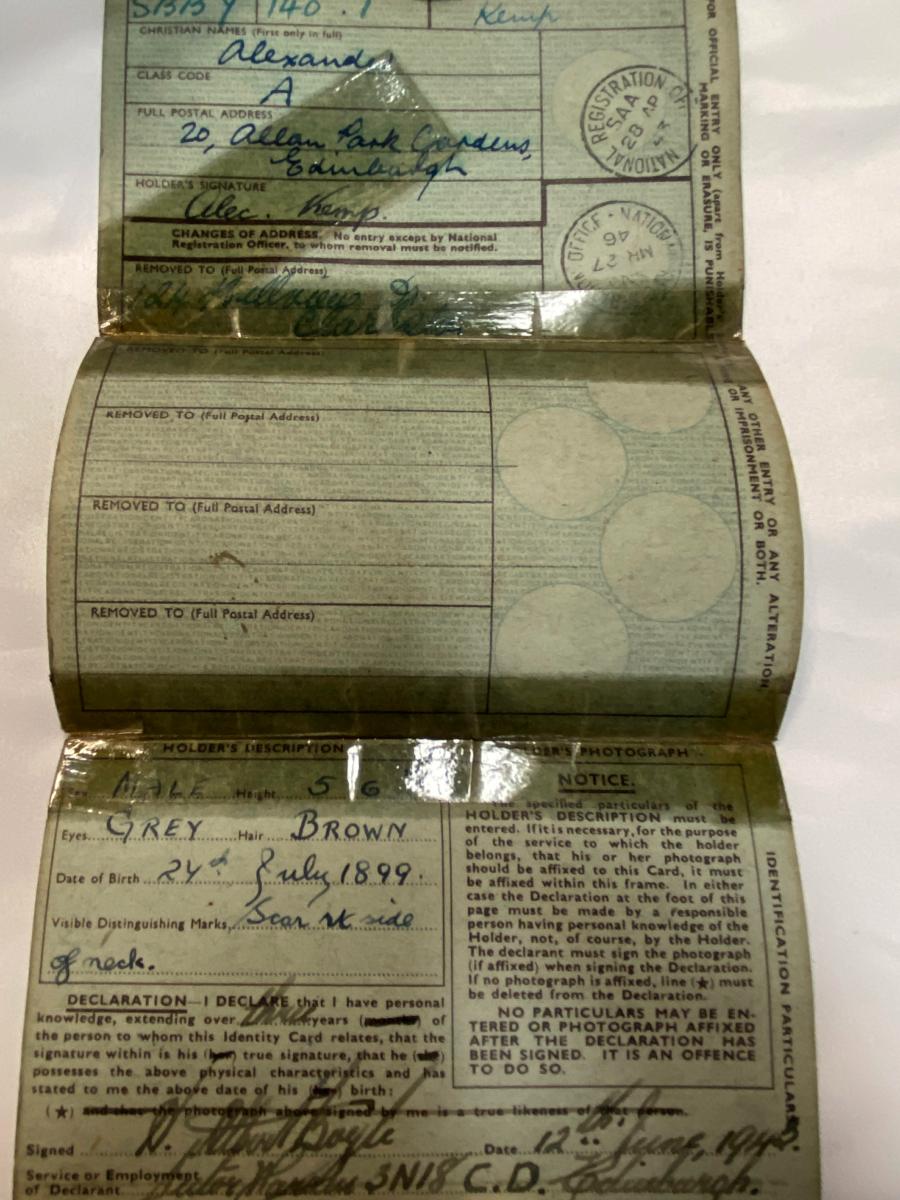 SBBY 140 . 1 Kemp
CHRISTIAN NAMES (First only in full)
Alexander
CLASS CODE
A
FULL POSTAL ADDRESS
20, Allan Park Gardens,
Edinburgh
HOLDER'S SIGNATURE
Alec. Kemp.
NATIONAL REGISTRATION
SAA
28 AP
CHANGES OF ADDRESS. No entry except by National
Registration Officer, to whom removal must be notified.
OFFICE · NATION
MR 27
46
REMOVED TO (Full Postal Address)
124
FOR OFFICIAL ENTRY ONLY (apart from Holder's
MARKING OR ERASURE, IS PUNISHABLE
REMOVED TO (Full Postal Address)
REMOVED TO (Full Postal Address)
REMOVED TO (Full Postal Address)
REMOVED TO (Full Postal Address)
ANY OTHER ENTRY OR ANY ALTERATION
OR IMPRISONMENT OR BOTH.
HOLDER'S DESCRIPTION
HOLDER'S PHOTOGRAPH
Sex MALE Height 5 6
Eyes GREY Hair BROWN
Date of Birth 24th July 1899.
Visible Distinguishing Marks Scar rt side
of neck.
NOTICE.
The specified particulars of the
HOLDER'S DESCRIPTION must be
entered. If it is necessary, for the purpose
of the service to which the holder
belongs, that his or her photograph
should be affixed to this Card, it must
be affixed within this frame. In either
case the Declaration at the foot of this
page must be made by a responsible
person having personal knowledge of the
Holder, not, of course, by the Holder.
The declarant must sign the photograph
(if affixed) when signing the Declaration.
If no photograph is affixed, line (★) must
be deleted from the Declaration.
NO PARTICULARS MAY BE EN-
TERED OR PHOTOGRAPH AFFIXED
AFTER THE DECLARATION HAS
BEEN SIGNED. IT IS AN OFFENCE
TO DO SO.
IDENTIFICATION PARTICULARS
DECLARATION—I DECLARE that I have personal
knowledge, extending over three years of
the person to whom this Identity Card relates, that the
signature within is his (her) true signature, that he (she)
possesses the above physical characteristics and has
stated to me the above date of his (her) birth:
(★) and that the photograph above signed by me is a true likeness of that person.
Signed Boyle Date 12th June, 1943.
Service or Employment
of Declarant Warden 3N18 C.D. Edinburgh.